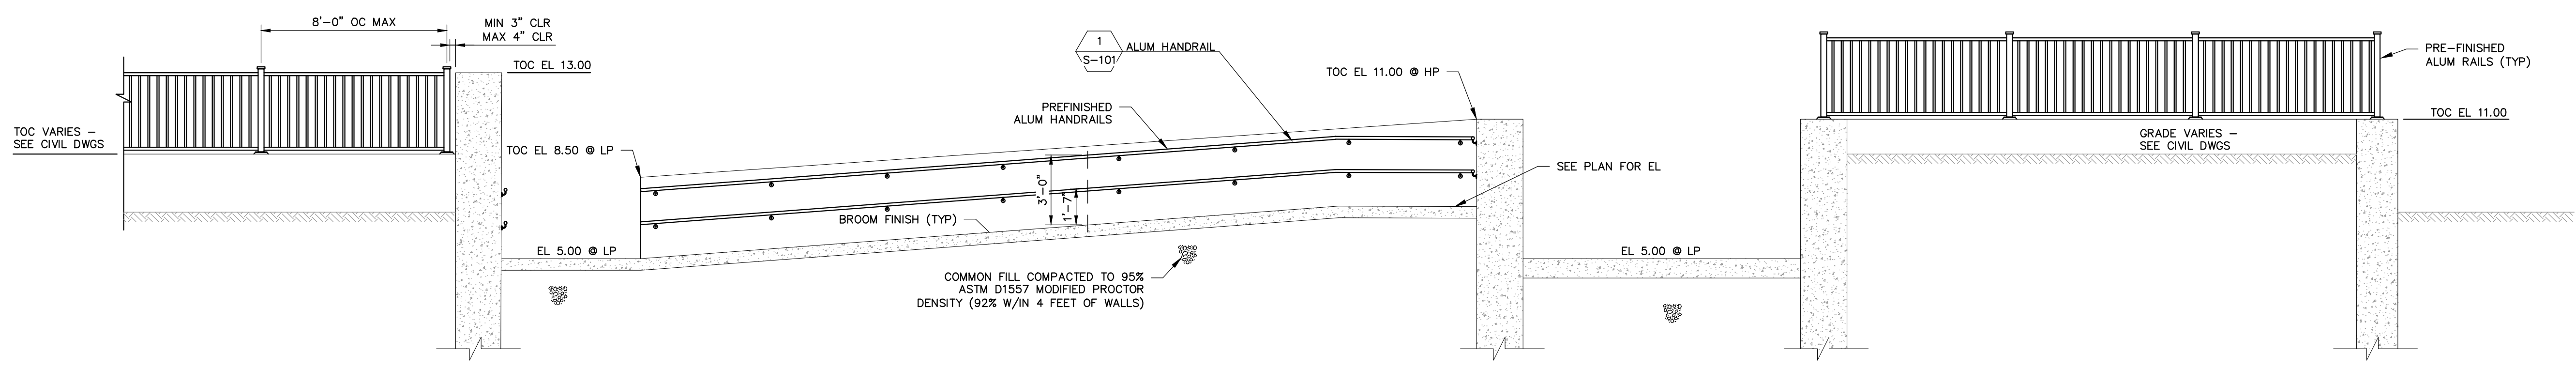 8'-0" OC MAX
MIN 3" CLR
MAX 4" CLR
TOC EL 13.00
TOC VARIES –
SEE CIVIL DWGS
TOC EL 8.50 @ LP
EL 5.00 @ LP
PREFINISHED
ALUM HANDRAILS
1
S-101
ALUM HANDRAIL
TOC EL 11.00 @ HP
3'-0"
1'-7"
BROOM FINISH (TYP)
SEE PLAN FOR EL
COMMON FILL COMPACTED TO 95%
ASTM D1557 MODIFIED PROCTOR
DENSITY (92% W/IN 4 FEET OF WALLS)
EL 5.00 @ LP
PRE-FINISHED
ALUM RAILS (TYP)
TOC EL 11.00
GRADE VARIES –
SEE CIVIL DWGS